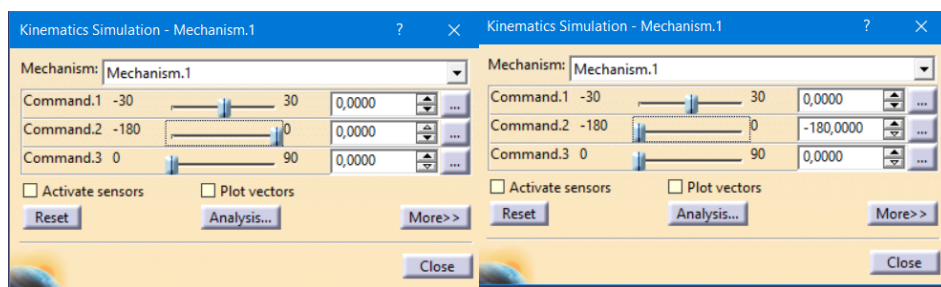 Kinematics Simulation - Mechanism.1 ? ×
Mechanism: Mechanism.1
Command.1 -30 30 0,0000 ...
Command.2 -180 0 0,0000 ...
Command.3 0 90 0,0000 ...
Activate sensors Plot vectors
Reset Analysis... More>>
Close
Kinematics Simulation - Mechanism.1 ? ×
Mechanism: Mechanism.1
Command.1 -30 30 0,0000 ...
Command.2 -180 0 -180,0000 ...
Command.3 0 90 0,0000 ...
Activate sensors Plot vectors
Reset Analysis... More>>
Close